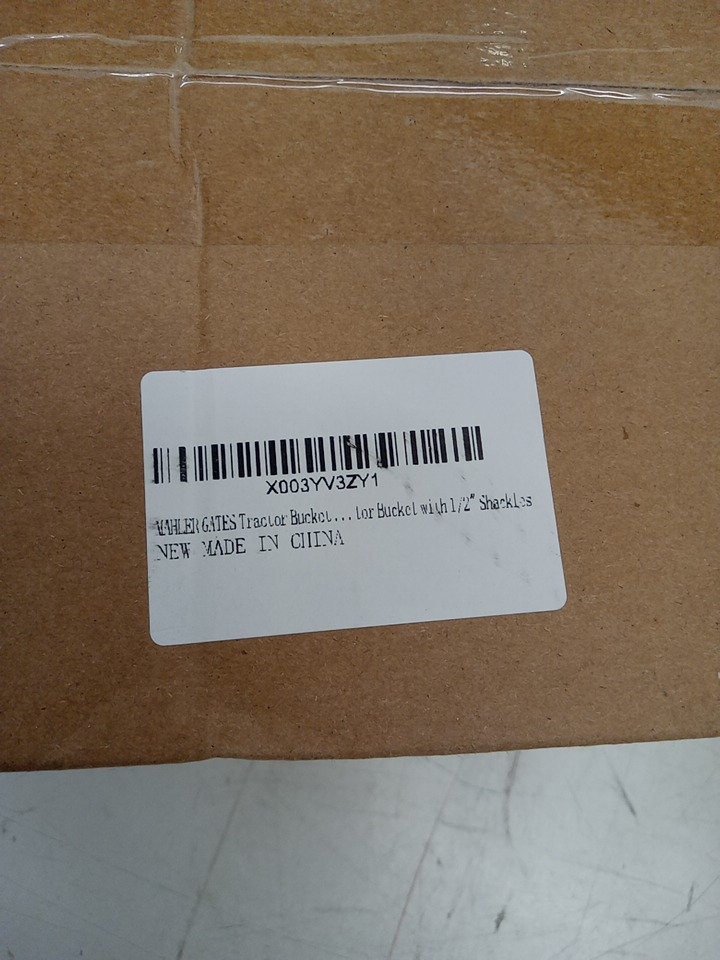 X003YV3ZY1
MAHLER GATES Tractor Bucket...tor Bucket with 1/2" Shackles
NEW MADE IN CHINA